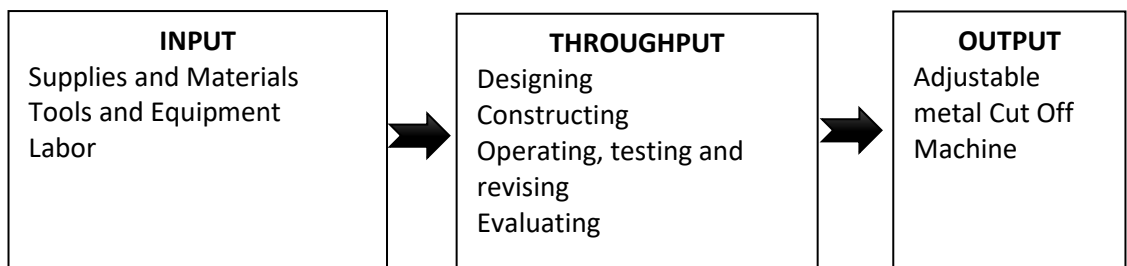 INPUT
Supplies and Materials
Tools and Equipment
Labor
THROUGHPUT
Designing
Constructing
Operating, testing and
revising
Evaluating
OUTPUT
Adjustable
metal Cut Off
Machine